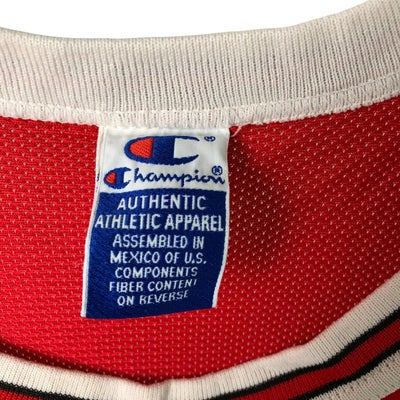 Champion®
AUTHENTIC
ATHLETIC APPAREL
ASSEMBLED IN
MEXICO OF U.S.
COMPONENTS
FIBER CONTENT
ON REVERSE